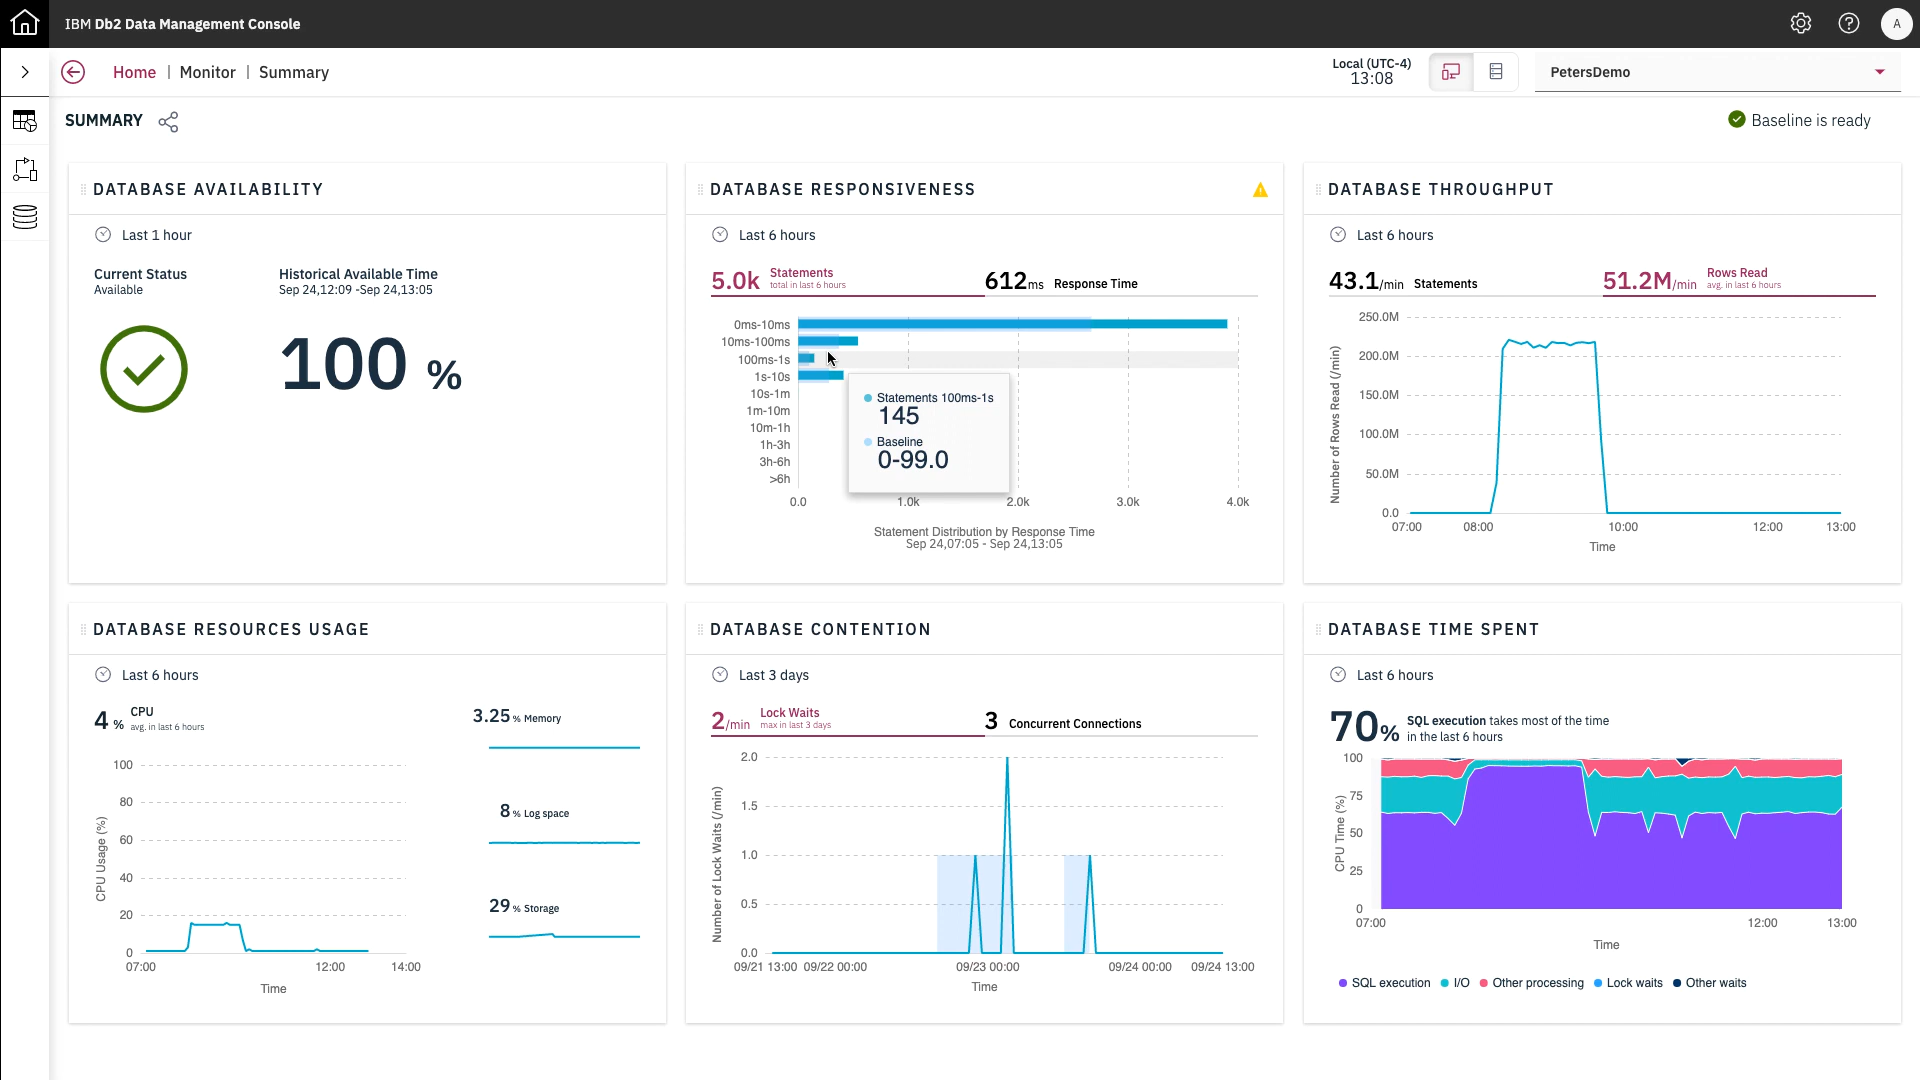 IBM Db2 Data Management Console
A
Home | Monitor | Summary
Local (UTC-4)
13:08
PetersDemo
SUMMARY
Baseline is ready
DATABASE AVAILABILITY
Last 1 hour
Current Status
Available
Historical Available Time
Sep 24,12:09 -Sep 24,13:05
100 %
DATABASE RESPONSIVENESS
Last 6 hours
5.0k Statements
total in last 6 hours
612ms Response Time
0ms-10ms
10ms-100ms
100ms-1s
1s-10s
10s-1m
1m-10m
10m-1h
1h-3h
3h-6h
>6h
Statements 100ms-1s
145
Baseline
0-99.0
0.0 1.0k 2.0k 3.0k 4.0k
Statement Distribution by Response Time
Sep 24,07:05 - Sep 24,13:05
DATABASE THROUGHPUT
Last 6 hours
43.1/min Statements
51.2M/min Rows Read
avg. in last 6 hours
Number of Rows Read (/min)
250.0M
200.0M
150.0M
100.0M
50.0M
0.0
07:00 08:00 10:00 12:00 13:00
Time
DATABASE RESOURCES USAGE
Last 6 hours
4 % CPU
avg. in last 6 hours
CPU Usage (%)
100
80
60
40
20
0
07:00 12:00 14:00
Time
3.25 % Memory
8 % Log space
29 % Storage
DATABASE CONTENTION
Last 3 days
2/min Lock Waits
max in last 3 days
3 Concurrent Connections
Number of Lock Waits (/min)
2.0
1.5
1.0
0.5
0.0
09/21 13:00 09/22 00:00 09/23 00:00 09/24 00:00 09/24 13:00
Time
DATABASE TIME SPENT
Last 6 hours
70% SQL execution takes most of the time
in the last 6 hours
CPU Time (%)
100
75
50
25
0
07:00 12:00 13:00
Time
SQL execution I/O Other processing Lock waits Other waits